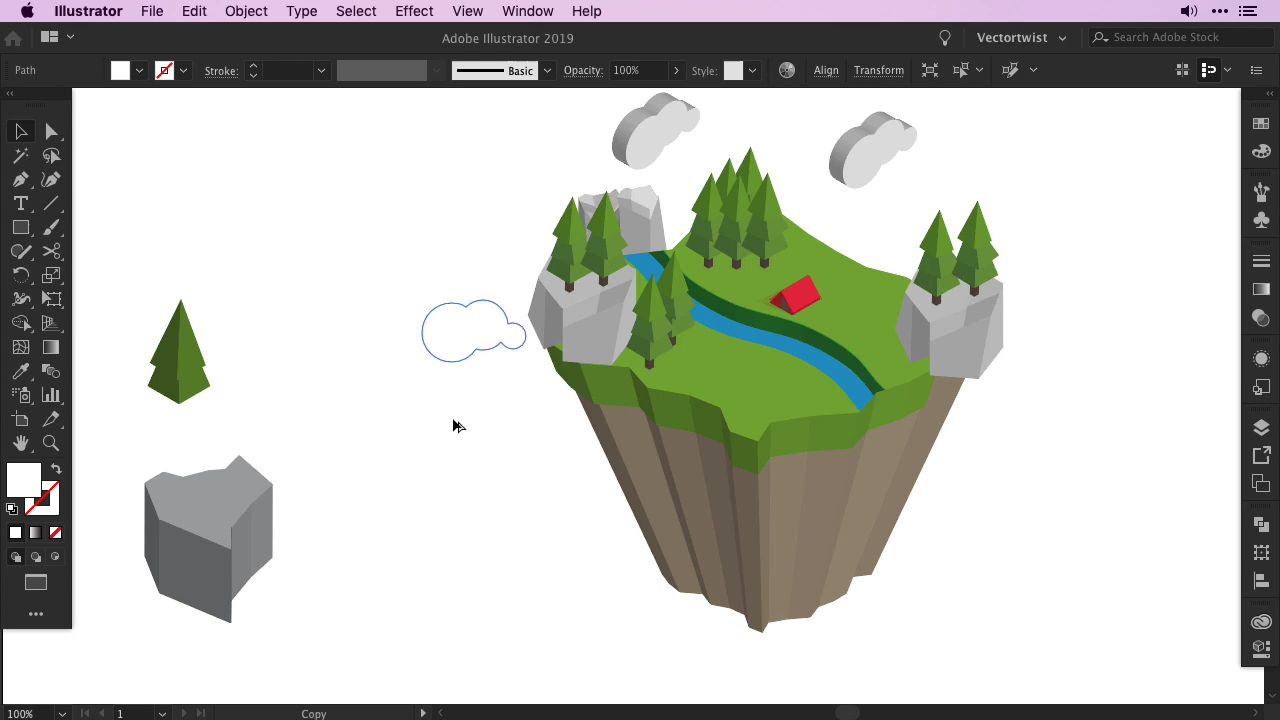 Illustrator File Edit Object Type Select Effect View Window Help
Adobe Illustrator 2019
Vectortwist
Search Adobe Stock
Path
Stroke:
Basic
Opacity: 100%
Style:
Align
Transform
100%
1
Copy